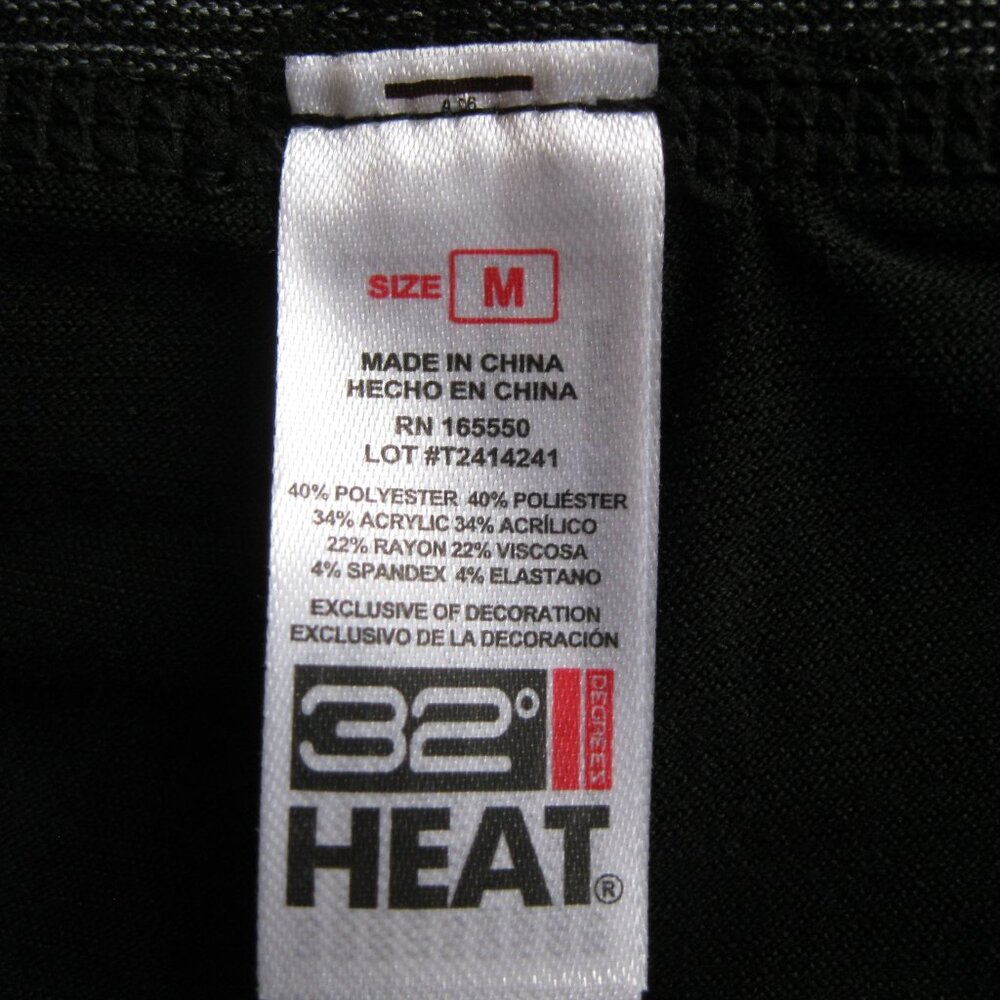 SIZE M
MADE IN CHINA
HECHO EN CHINA
RN 165550
LOT #T2414241
40% POLYESTER 40% POLIÉSTER
34% ACRYLIC 34% ACRÍLICO
22% RAYON 22% VISCOSA
4% SPANDEX 4% ELASTANO
EXCLUSIVE OF DECORATION
EXCLUSIVO DE LA DECORACIÓN
32° DEGREES
HEAT®